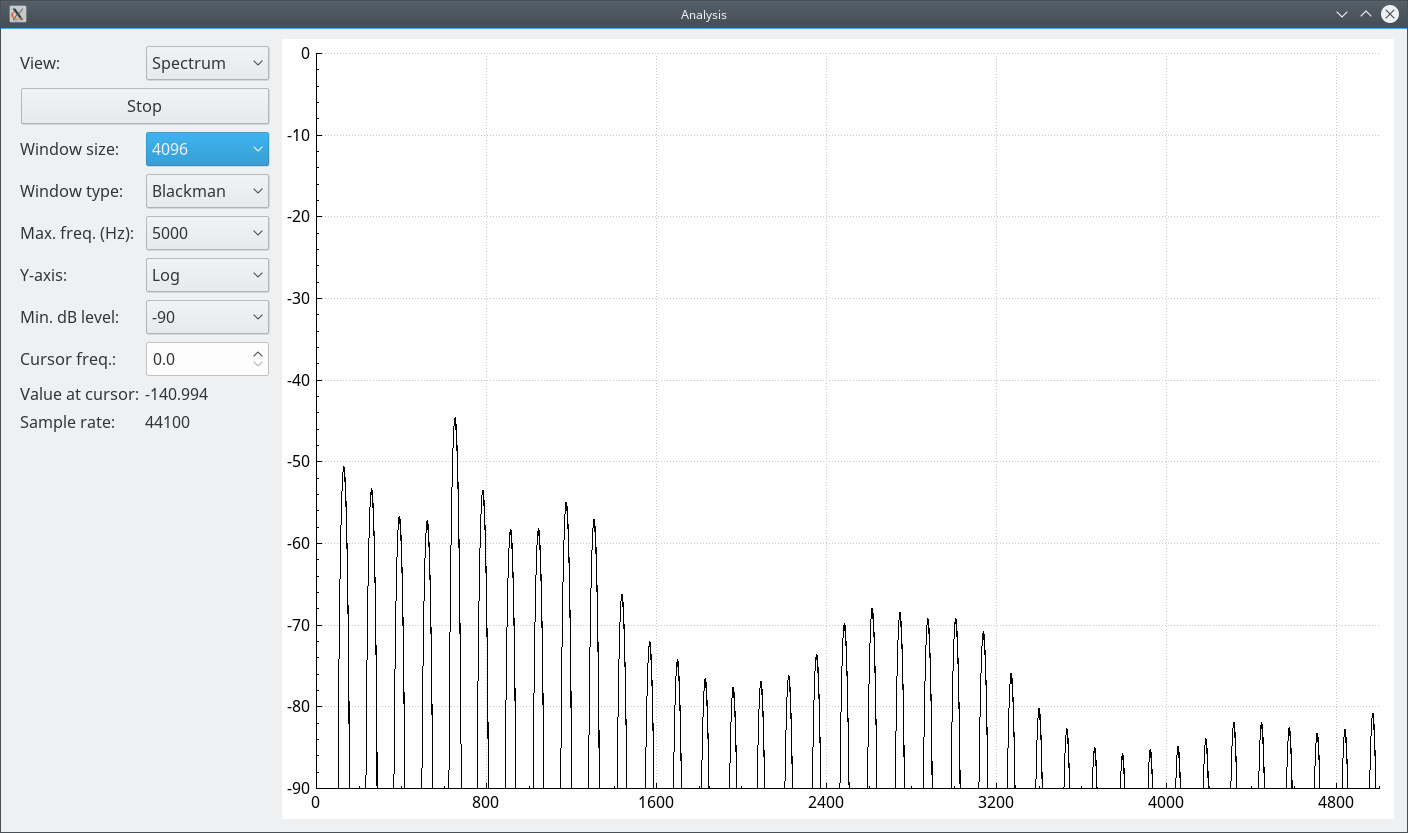 Analysis
View: Spectrum
Stop
Window size: 4096
Window type: Blackman
Max. freq. (Hz): 5000
Y-axis: Log
Min. dB level: -90
Cursor freq.: 0.0
Value at cursor: -140.994
Sample rate: 44100
0
-10
-20
-30
-40
-50
-60
-70
-80
-90
0 800 1600 2400 3200 4000 4800